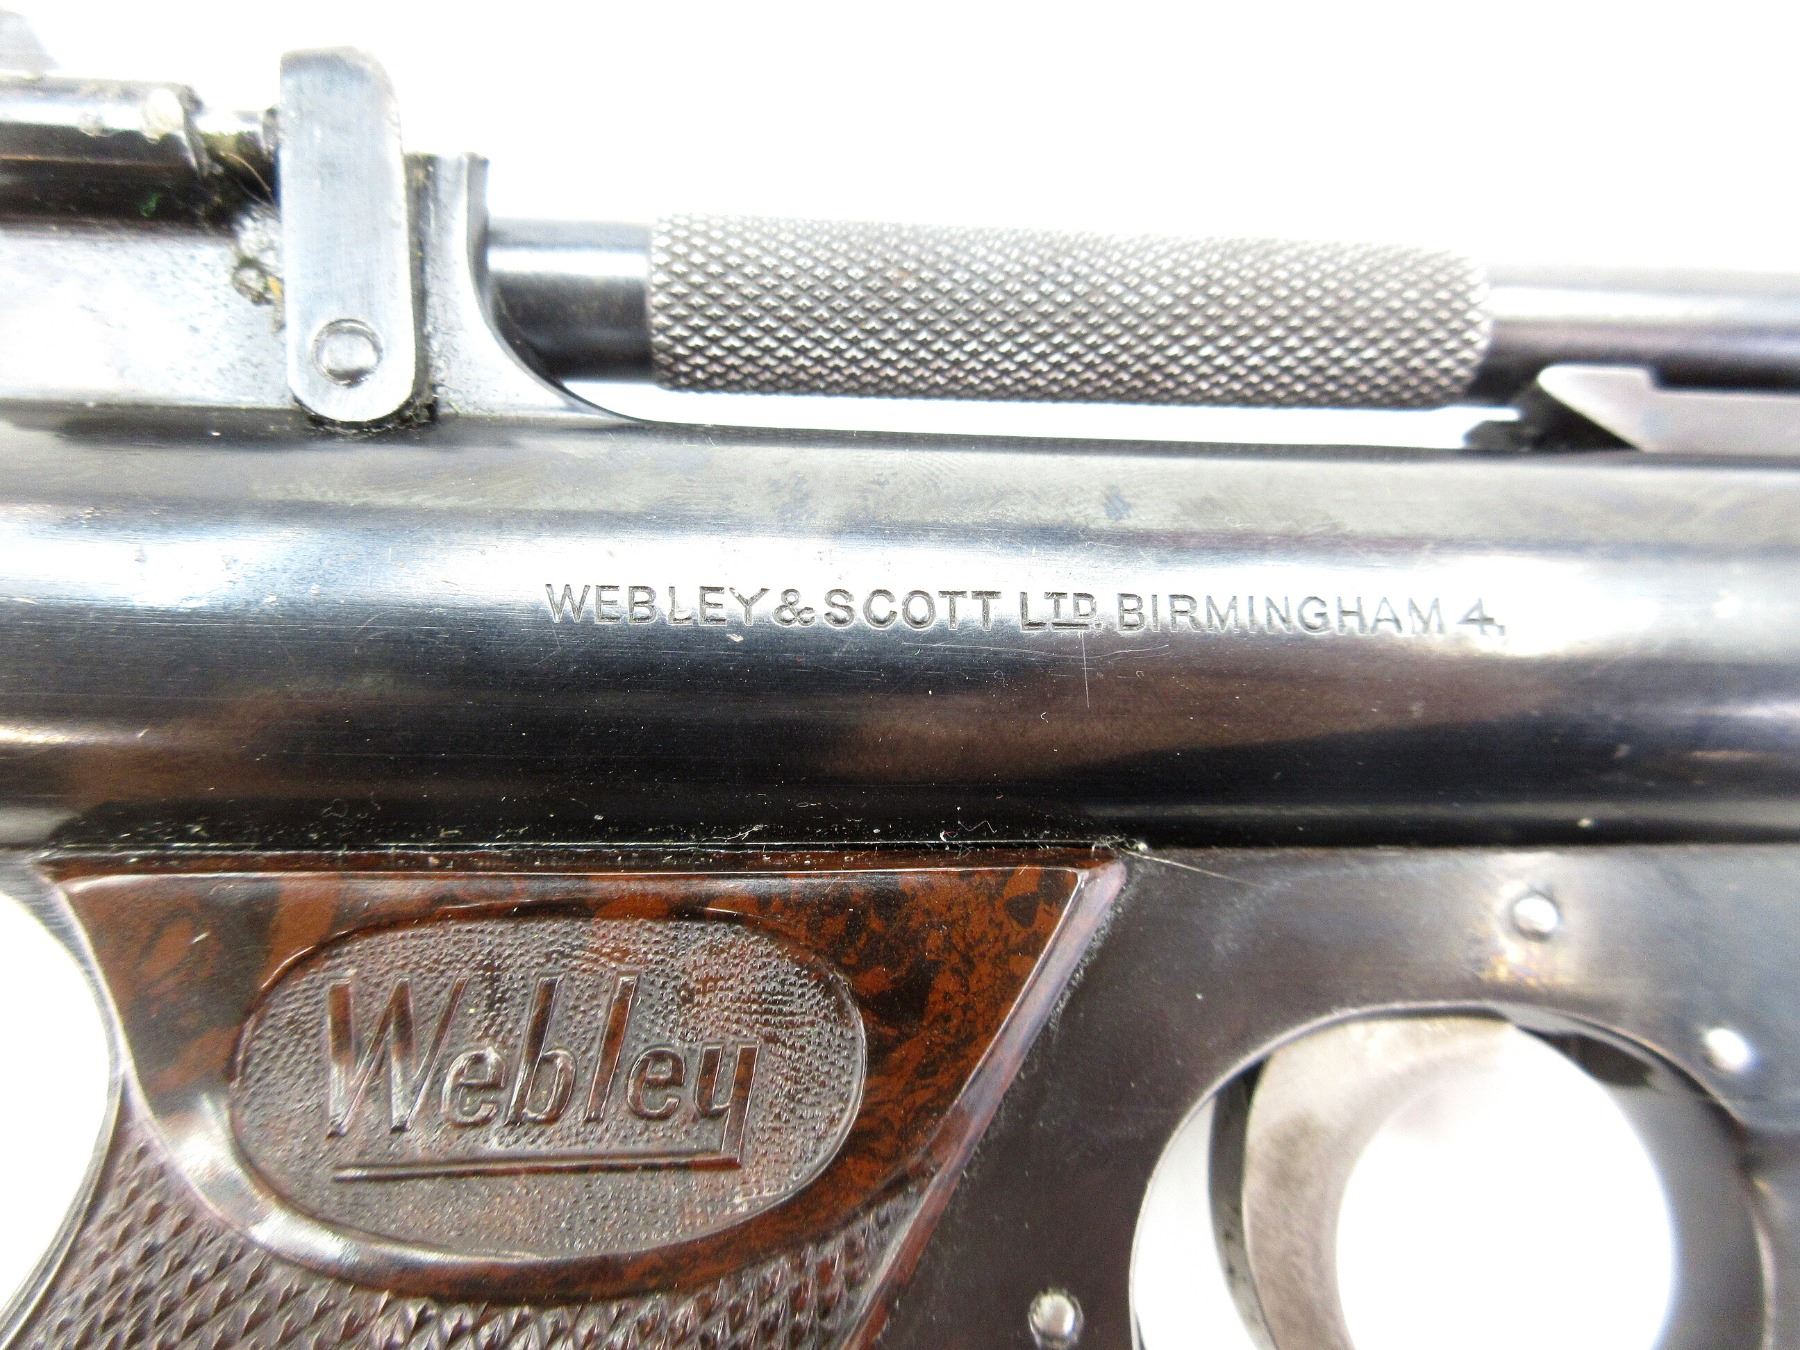 WEBLEY & SCOTT LTD. BIRMINGHAM 4.
Webley